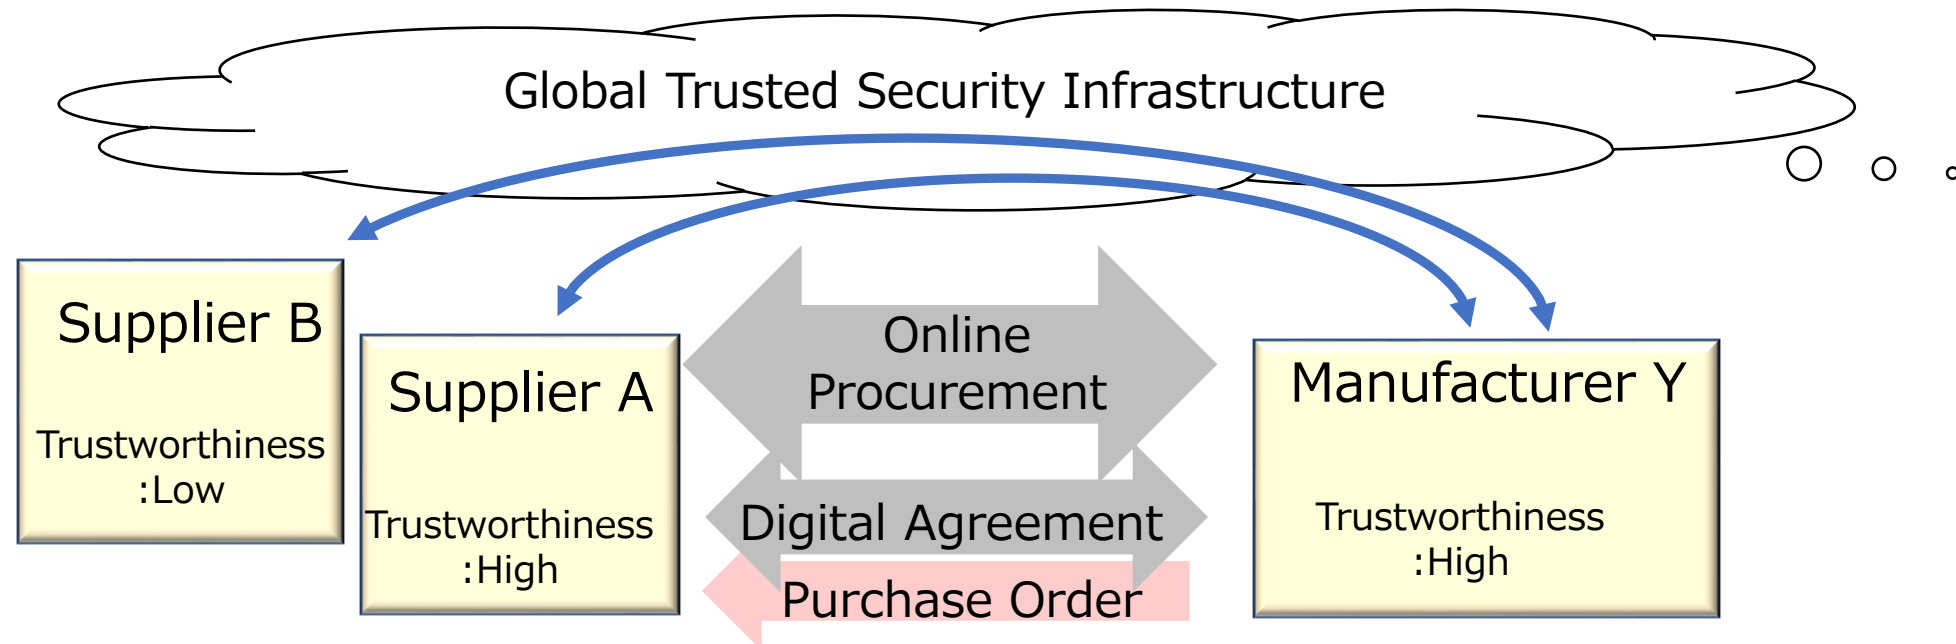 Global Trusted Security Infrastructure
Supplier B
Trustworthiness
:Low
Supplier A
Trustworthiness
:High
Online
Procurement
Digital Agreement
Purchase Order
Manufacturer Y
Trustworthiness
:High